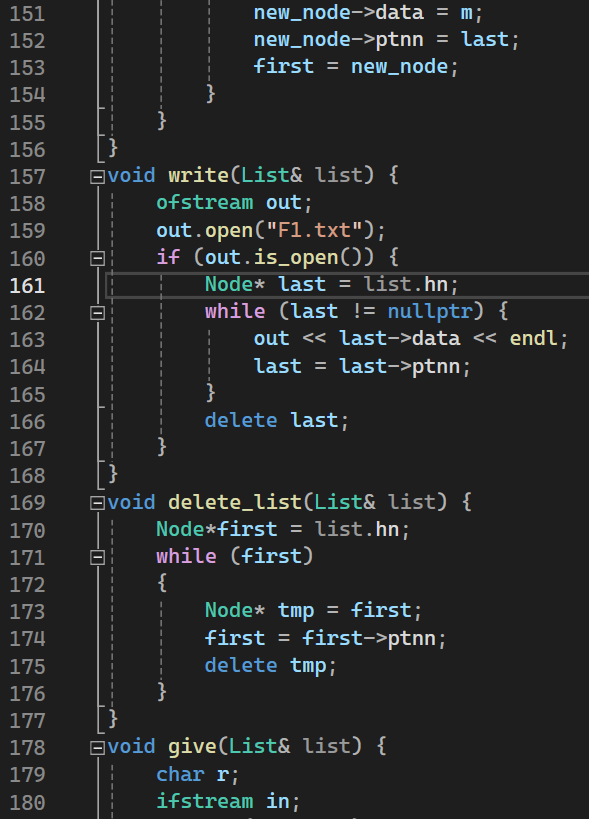 151 new_node->data = m;
152 new_node->ptnn = last;
153 first = new_node;
154 }
155 }
156 }
157 void write(List& list) {
158 ofstream out;
159 out.open("F1.txt");
160 if (out.is_open()) {
161 Node* last = list.hn;
162 while (last != nullptr) {
163 out << last->data << endl;
164 last = last->ptnn;
165 }
166 delete last;
167 }
168 }
169 void delete_list(List& list) {
170 Node*first = list.hn;
171 while (first)
172 {
173 Node* tmp = first;
174 first = first->ptnn;
175 delete tmp;
176 }
177 }
178 void give(List& list) {
179 char r;
180 ifstream in;